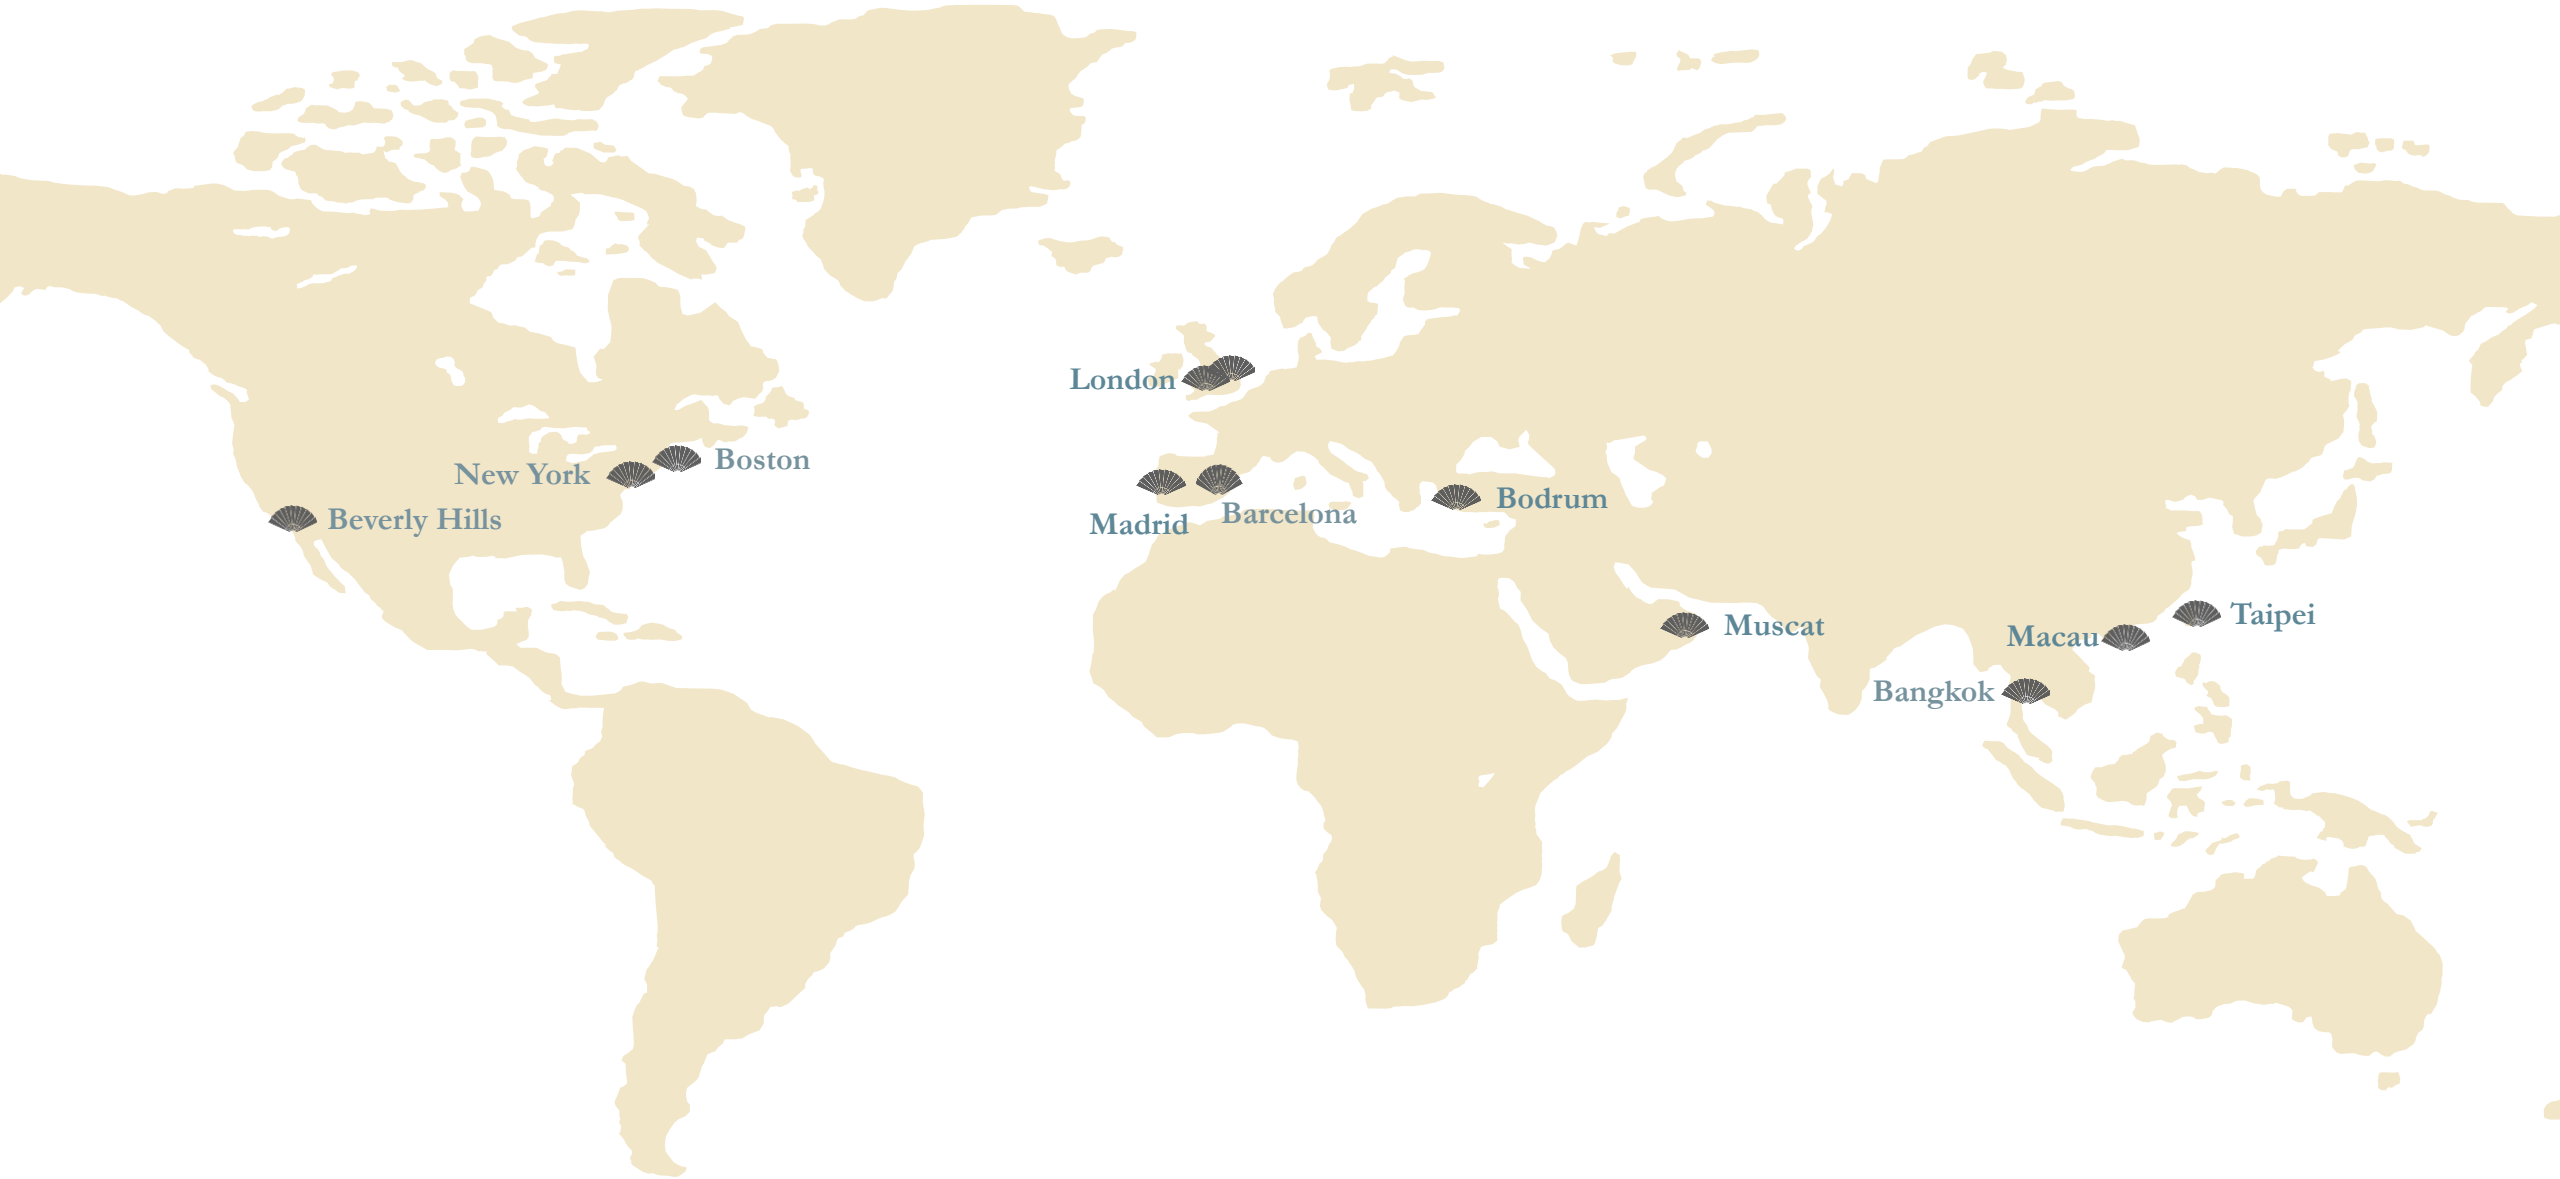 London
Boston
New York
Bodrum
Barcelona
Beverly Hills
Madrid
Taipei
Muscat
Macau
Bangkok